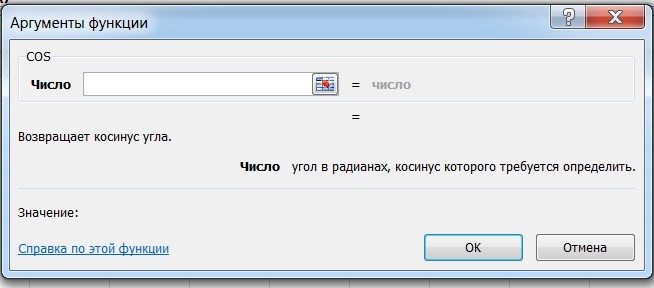 Аргументы функции
COS
Число = число
=
Возвращает косинус угла.
Число угол в радианах, косинус которого требуется определить.
Значение:
Справка по этой функции ОК Отмена